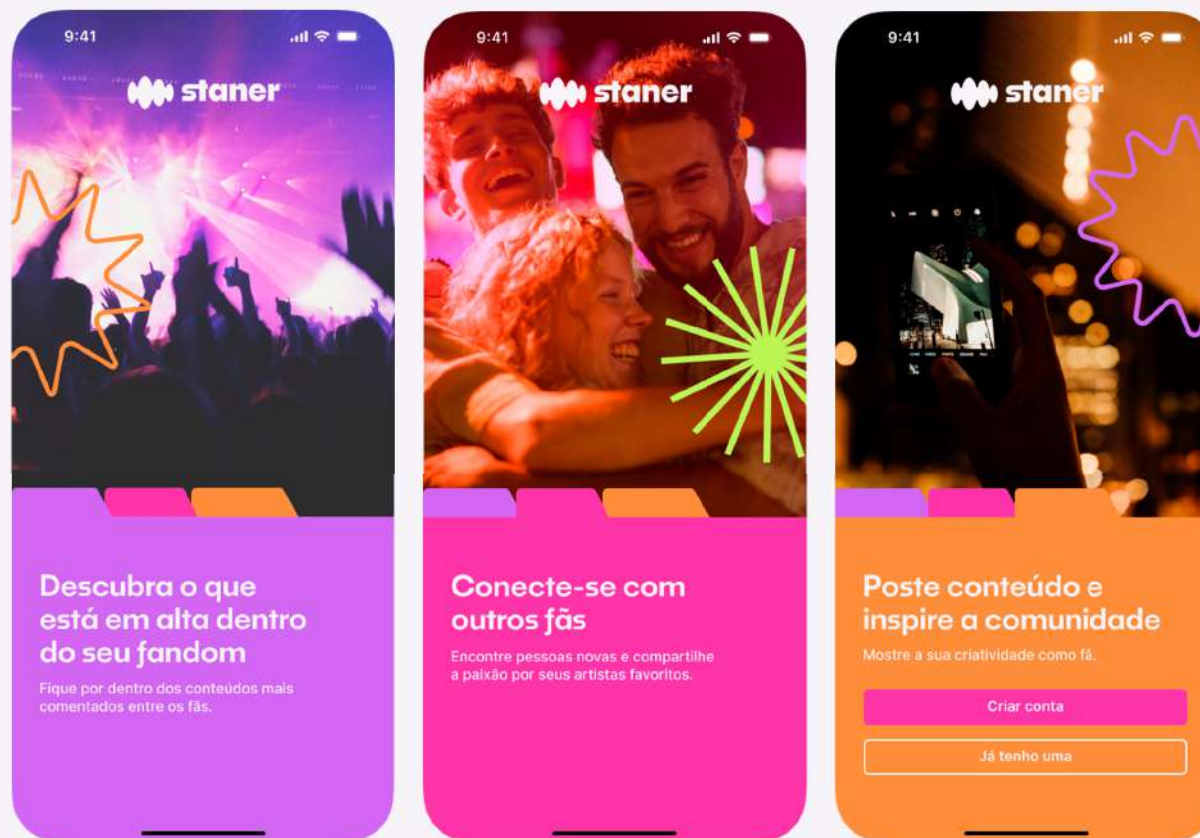 9:41
staner
Descubra o que
está em alta dentro
do seu fandom
Fique por dentro dos conteúdos mais
comentados entre os fãs.
9:41
staner
Conecte-se com
outros fãs
Encontre pessoas novas e compartilhe
a paixão por seus artistas favoritos.
9:41
staner
Poste conteúdo e
inspire a comunidade
Mostre a sua criatividade como fã.
Criar conta
Já tenho uma